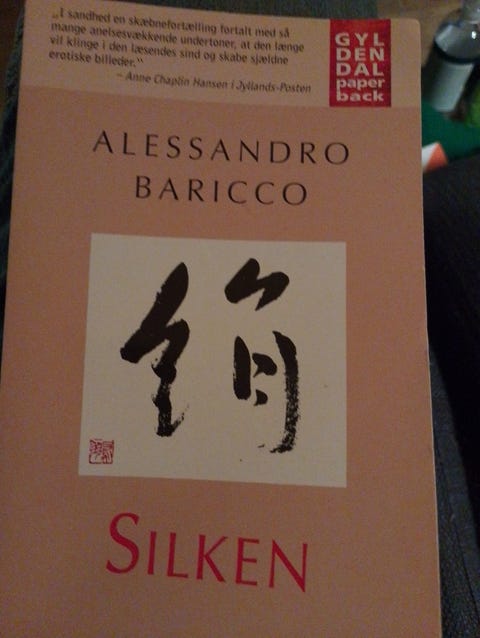 „I sandhed en skæbnefortælling fortalt med så
mange anelsesvækkende undertoner, at den længe
vil klinge i den læsendes sind og skabe sjældne
erotiske billeder.“
– Anne Chaplin Hansen i Jyllands-Posten
GYL
DEN
DAL
paper
back
ALESSANDRO
BARICCO
絹
SILKEN